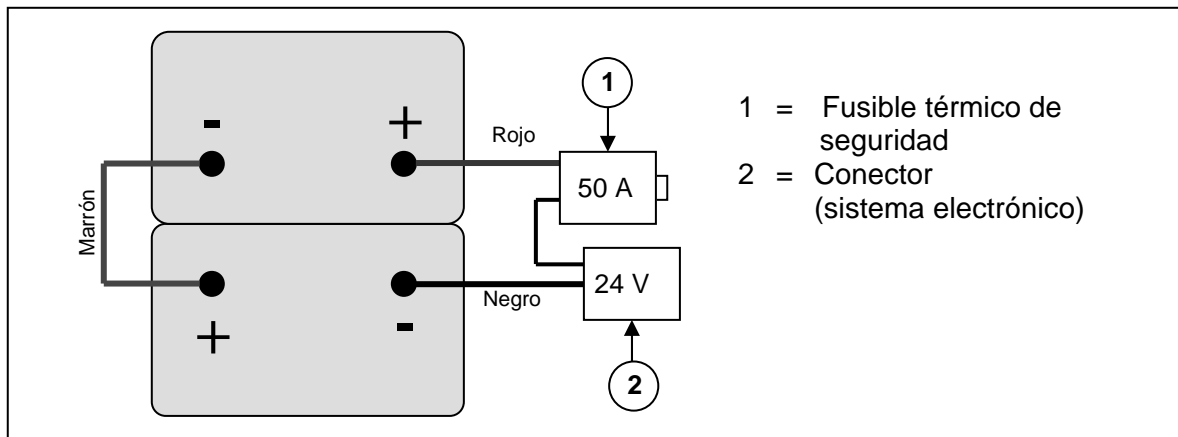 1
1 = Fusible térmico de
seguridad
2 = Conector
(sistema electrónico)
- +
Rojo
50 A
Marrón
24 V
Negro
+ -
2